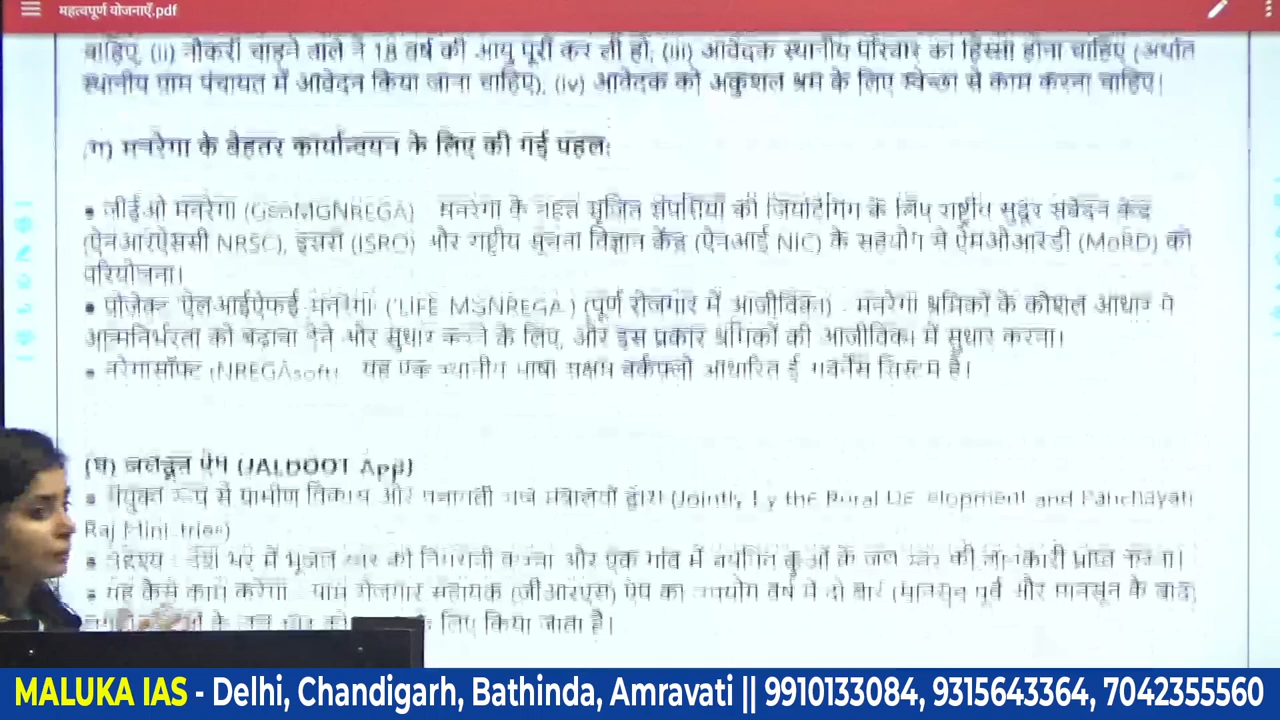 महत्वपूर्ण योजनाएँ.pdf
चाहिए, (ii) नौकरी चाहने वाले ने 18 वर्ष की आयु पूरी कर ली हो; (iii) आवेदक स्थानीय परिवार का हिस्सा होना चाहिए (अर्थात
स्थानीय ग्राम पंचायत में आवेदन किया जाना चाहिए), (iv) आवेदक को अकुशल श्रम के लिए स्वेच्छा से काम करना चाहिए।
ग) मनरेगा के बेहतर कार्यान्वयन के लिए की गई पहल:
• जीईओ मनरेगा (GeoMGNREGA) मनरेगा के तहत सृजित संपत्तियों की जियोटैगिंग के लिए राष्ट्रीय सुदूर संवेदन केंद्र
(ऐनआरऐससी NRSC), इसरो (ISRO) और राष्ट्रीय सूचना विज्ञान केंद्र (ऐनआई NIC) के सहयोग से ऐमओआरडी (MoRD) की
परियोजना।
• प्रोजेक्ट ऐलआईऐफई मनरेगा ('LIFE MGNREGA') (पूर्ण रोजगार में आजीविका) - मनरेगा श्रमिकों के कौशल आधार में
आत्मनिर्भरता को बढ़ावा देने और सुधार करने के लिए, और इस प्रकार श्रमिकों की आजीविका में सुधार करना।
• नरेगासॉफ्ट (NREGAsoft) यह एक स्थानीय भाषा सक्षम वर्कफ्लो आधारित ई गवर्नेंस सिस्टम है।
(घ) जलदूत ऐप (JALDOOT App)
• संयुक्त रूप से ग्रामीण विकास और पंचायती राज मंत्रालयों द्वारा (Jointly by the Rural Development and Panchayati
Raj Ministries)
• उद्देश्य देश भर में भूजल स्तर की निगरानी करना और एक गांव में चयनित कुओं के जल स्तर की जानकारी प्राप्त करना।
• यह कैसे काम करेगा ग्राम रोजगार सहायक (जीआरएस) ऐप का उपयोग वर्ष में दो बार (मानसून पूर्व और मानसून के बाद)
के लिए किया जाता है।
MALUKA IAS - Delhi, Chandigarh, Bathinda, Amravati || 9910133084, 9315643364, 7042355560